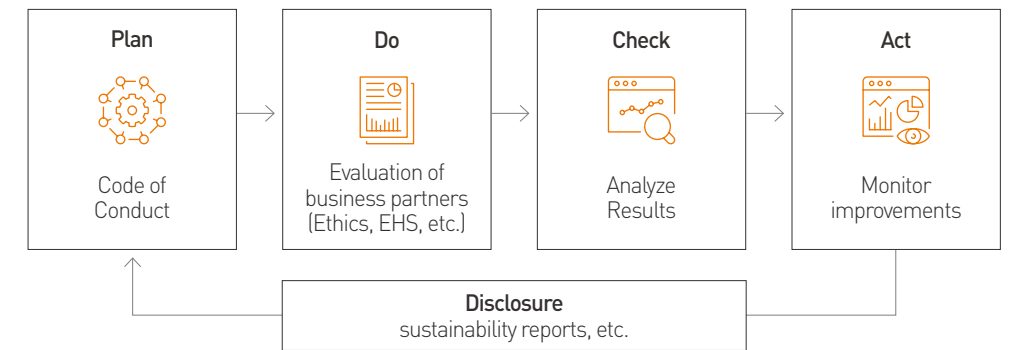 Plan
Code of
Conduct
Do
Evaluation of
business partners
(Ethics, EHS, etc.)
Check
Analyze
Results
Act
Monitor
improvements
Disclosure
sustainability reports, etc.